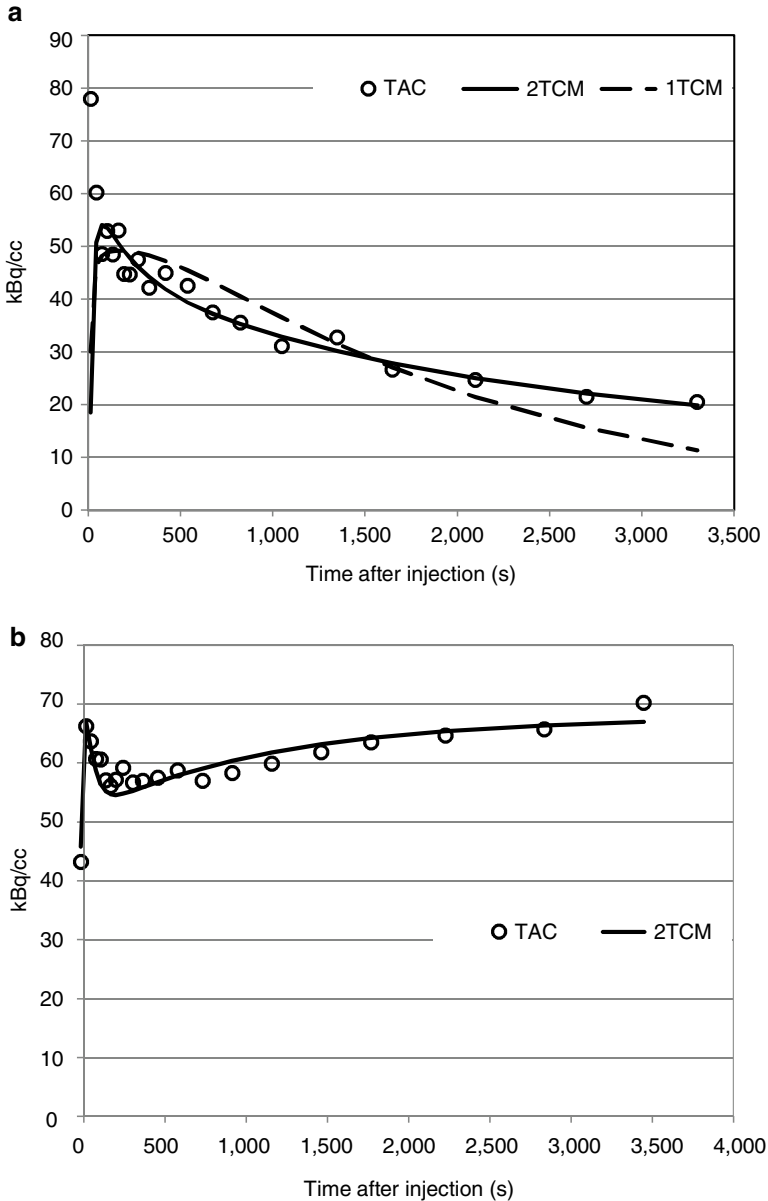 a
90
80
70
60
50
40
30
20
10
0
kBq/cc
TAC 2TCM 1TCM
0 500 1,000 1,500 2,000 2,500 3,000 3,500
Time after injection (s)
b
80
70
60
50
40
30
20
10
0
kBq/cc
TAC 2TCM
0 500 1,000 1,500 2,000 2,500 3,000 3,500 4,000
Time after injection (s)